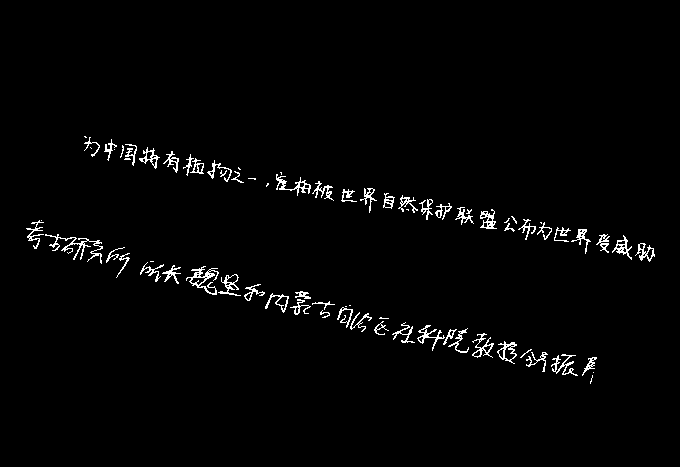 为中国特有植物之一，崖柏被世界自然保护联盟公布为世界受威胁
考古研究所所长魏坚和内蒙古自治区社科院教授舒振